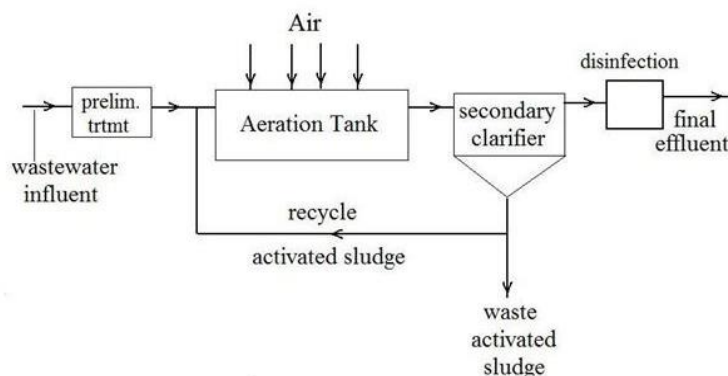 Air
disinfection
prelim.
trtmt
Aeration Tank
secondary
clarifier
final
effluent
wastewater
influent
recycle
activated sludge
waste
activated
sludge